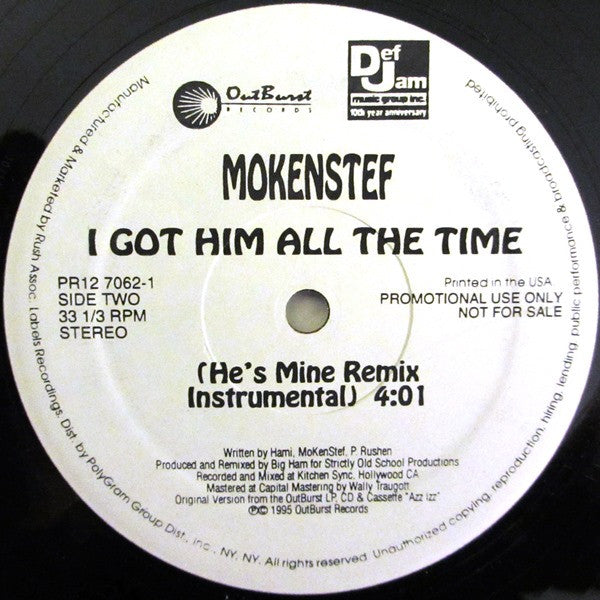 OutBurst
RECORDS
Def
Jam
music group inc.
10th year anniversary
MOKENSTEF
I GOT HIM ALL THE TIME
PR12 7062-1
SIDE TWO
33 1/3 RPM
STEREO
Printed in the USA.
PROMOTIONAL USE ONLY
NOT FOR SALE
(He's Mine Remix
Instrumental) 4:01
Written by Hami, MoKenStef, P. Rushen
Produced and Remixed by Big Ham for Strictly Old School Productions
Recorded and Mixed at Kitchen Sync, Hollywood CA
Mastered at Capital Mastering by Wally Traugott
Original Version from the OutBurst LP, CD & Cassette "Azz izz"
℗© 1995 OutBurst Records
Manufactured & Marketed by Rush Assoc. Labels Recordings, Dist. by PolyGram Group Dist., inc., NY, NY. All rights reserved. Unauthorized copying, reproduction, hiring, lending, public performance & broadcasting prohibited